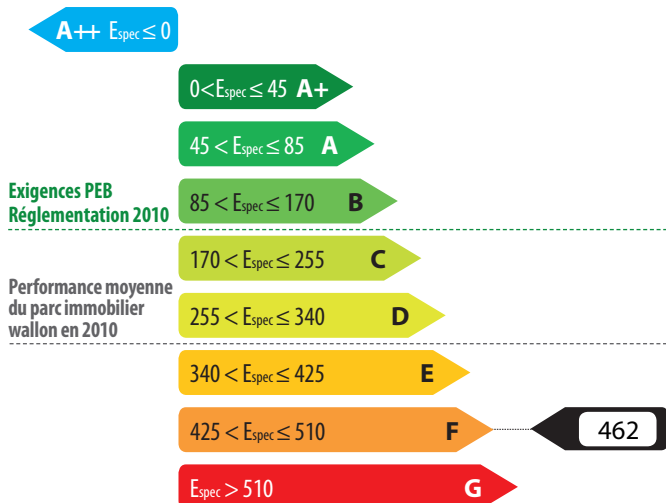 A++ Espec ≤ 0
0 < Espec ≤ 45 A+
45 < Espec ≤ 85 A
Exigences PEB
Réglementation 2010
85 < Espec ≤ 170 B
170 < Espec ≤ 255 C
Performance moyenne
du parc immobilier
wallon en 2010
255 < Espec ≤ 340 D
340 < Espec ≤ 425 E
425 < Espec ≤ 510 F
462
Espec > 510 G